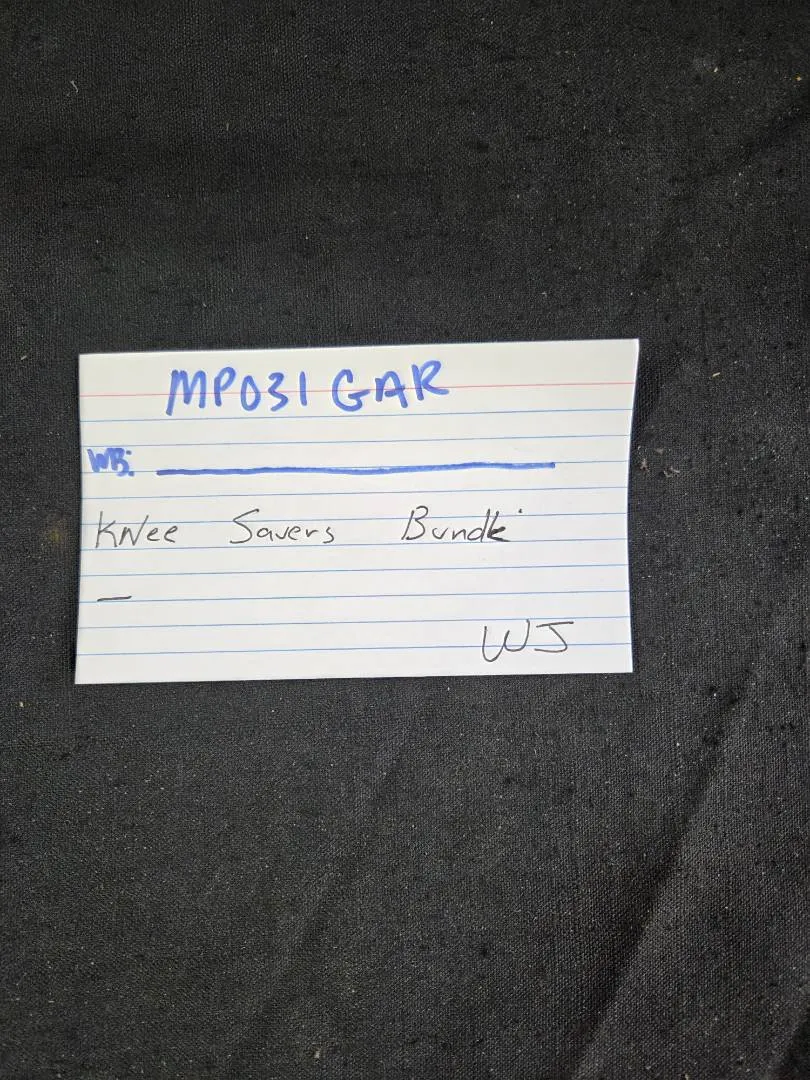 MP031 GAR
WB:
Knee Savers Bundle
—
WJ